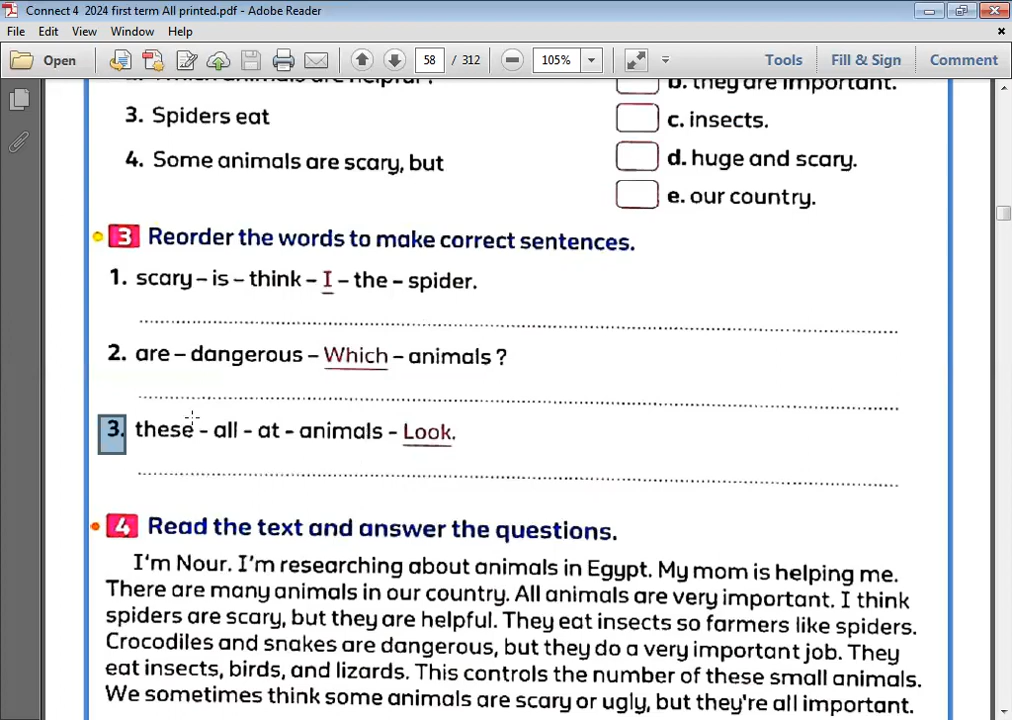 Connect 4 2024 first term All printed.pdf - Adobe Reader
File Edit View Window Help
Open 58 / 312 105% Tools Fill & Sign Comment
animals are helpful? b. they are important.
3. Spiders eat c. insects.
4. Some animals are scary, but d. huge and scary.
e. our country.
3 Reorder the words to make correct sentences.
1. scary – is – think – I – the – spider.
2. are – dangerous – Which – animals ?
3. these - all - at - animals - Look.
4 Read the text and answer the questions.
I'm Nour. I'm researching about animals in Egypt. My mom is helping me.
There are many animals in our country. All animals are very important. I think
spiders are scary, but they are helpful. They eat insects so farmers like spiders.
Crocodiles and snakes are dangerous, but they do a very important job. They
eat insects, birds, and lizards. This controls the number of these small animals.
We sometimes think some animals are scary or ugly, but they're all important.